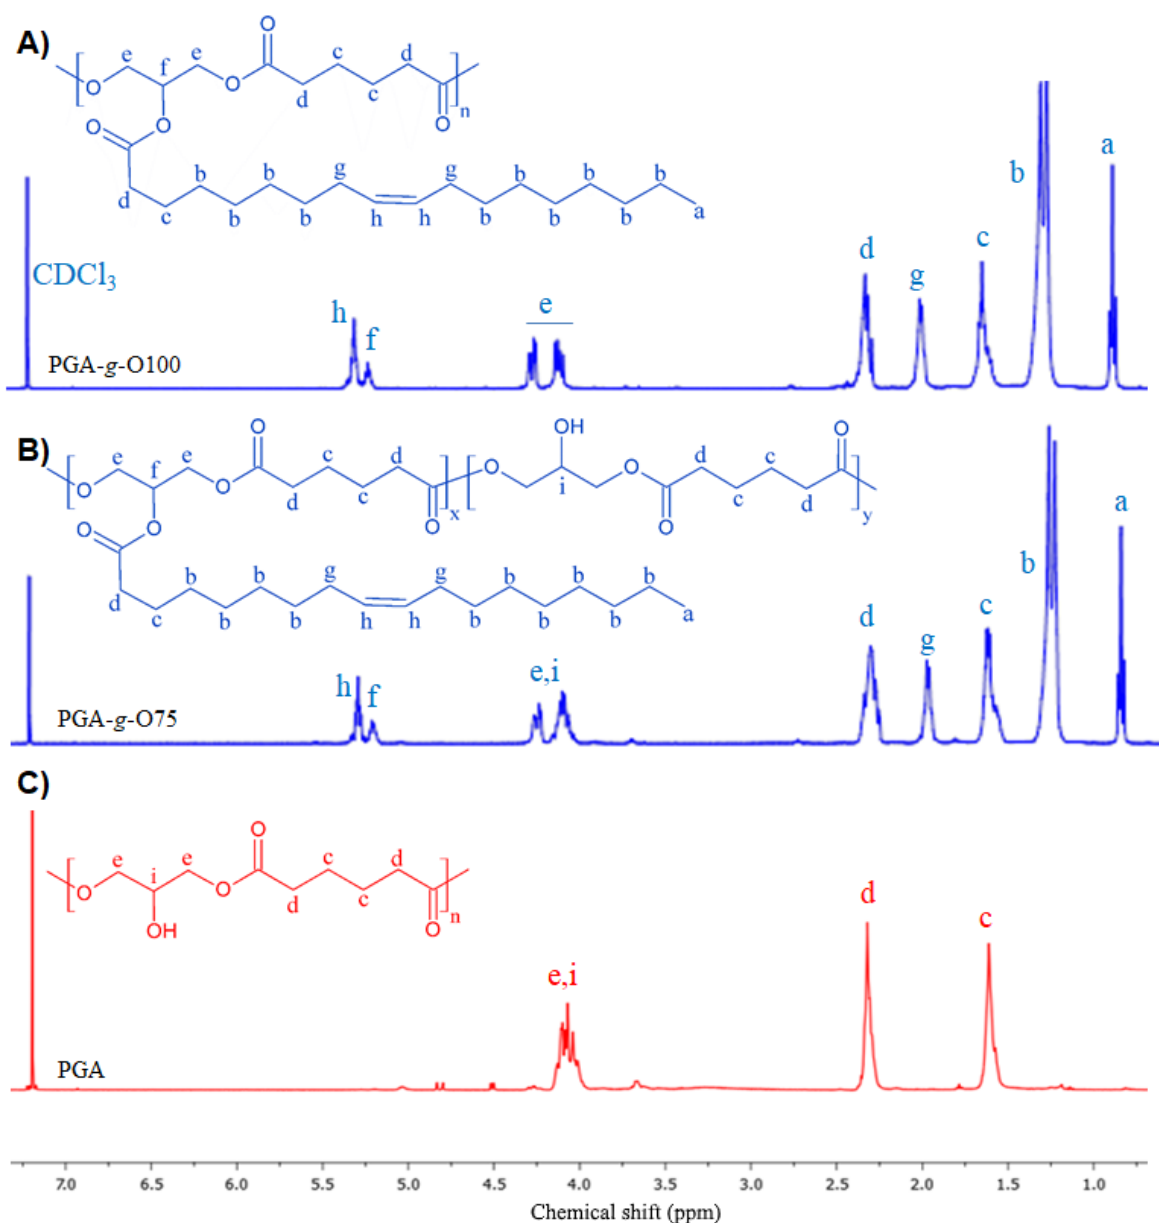 A)
O
e f e c d
O O c n
d O
O O
b b g g b b b
d c b b b h h b b b a
CDCl3
h f e d g c b a
PGA-g-O100
B)
O OH O
e f e c d O d c
O O d c O x i O c d y
O O O O
b b g g b b b
d c b b b h h b b b a
h f e,i d g c b a
PGA-g-O75
C)
O
e i e c d
O O d c n
OH O
e,i d c
PGA
7.0 6.5 6.0 5.5 5.0 4.5 4.0 3.5 3.0 2.5 2.0 1.5 1.0
Chemical shift (ppm)